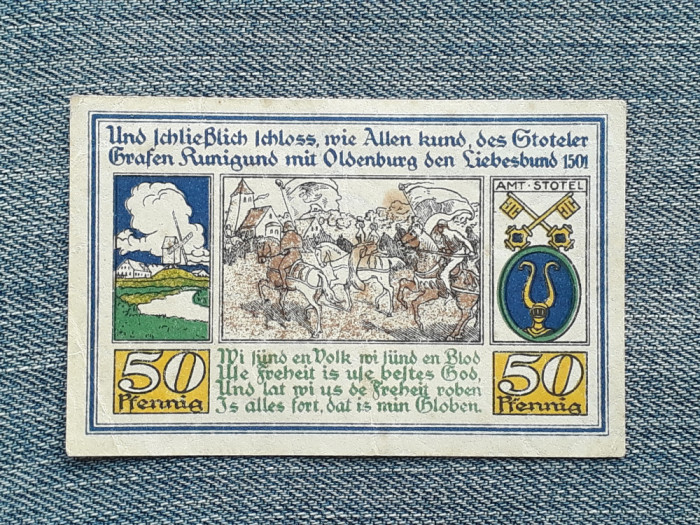 Und schließlich schloss, wie Allen kund, des Stoteler
Grafen Kunigund mit Oldenburg den Liebesbund 1501
AMT·STOTEL
Wi sünd en Volk wi sünd en Blod
Use Freiheit is use bestes God.
Und lat wi us de Freheit roben
Is alles fort, dat is min Globen.
50
Pfennig
50
Pfennig